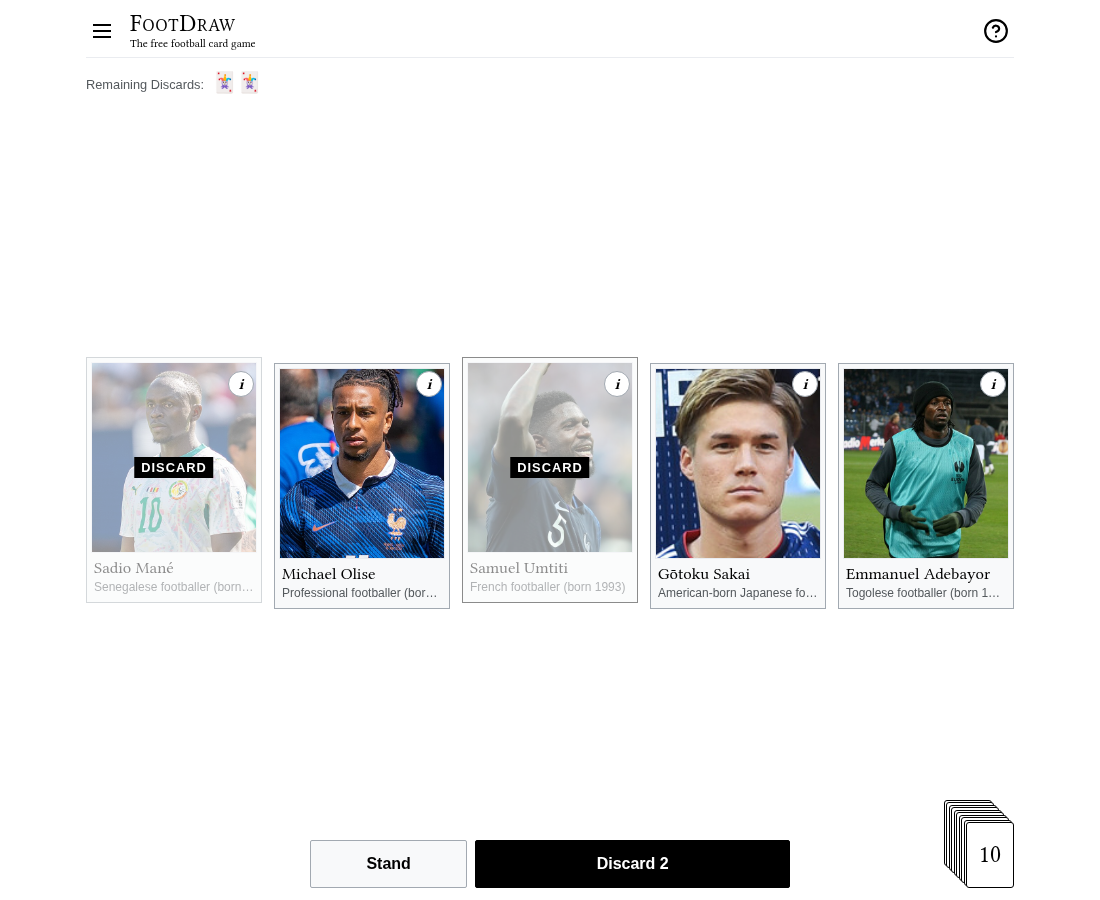 FootDraw
The free football card game
Remaining Discards:
DISCARD
Sadio Mané
Senegalese footballer (born…
Michael Olise
Professional footballer (bor…
DISCARD
Samuel Umtiti
French footballer (born 1993)
Gōtoku Sakai
American-born Japanese fo…
Emmanuel Adebayor
Togolese footballer (born 1…
i
i
i
i
i
10
5
Stand
Discard 2
10